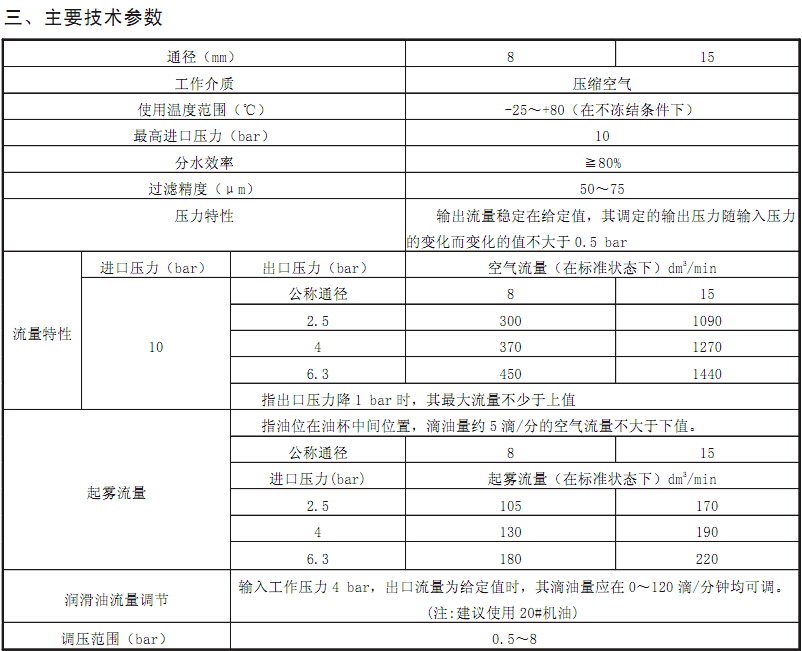 三、主要技术参数
通径（mm） 8 15
工作介质 压缩空气
使用温度范围（℃） -25～+80（在不冻结条件下）
最高进口压力（bar） 10
分水效率 ≧80%
过滤精度（μm） 50～75
压力特性 输出流量稳定在给定值，其调定的输出压力随输入压力
的变化而变化的值不大于0.5 bar
进口压力（bar） 出口压力（bar） 空气流量（在标准状态下）dm³/min
公称通径 8 15
2.5 300 1090
流量特性 10 4 370 1270
6.3 450 1440
指出口压力降1 bar时，其最大流量不少于上值
指油位在油杯中间位置，滴油量约5滴/分的空气流量不大于下值。
公称通径 8 15
进口压力(bar) 起雾流量（在标准状态下）dm³/min
起雾流量 2.5 105 170
4 130 190
6.3 180 220
润滑油流量调节 输入工作压力4 bar，出口流量为给定值时，其滴油量应在0～120滴/分钟均可调。
(注:建议使用20#机油)
调压范围（bar） 0.5～8